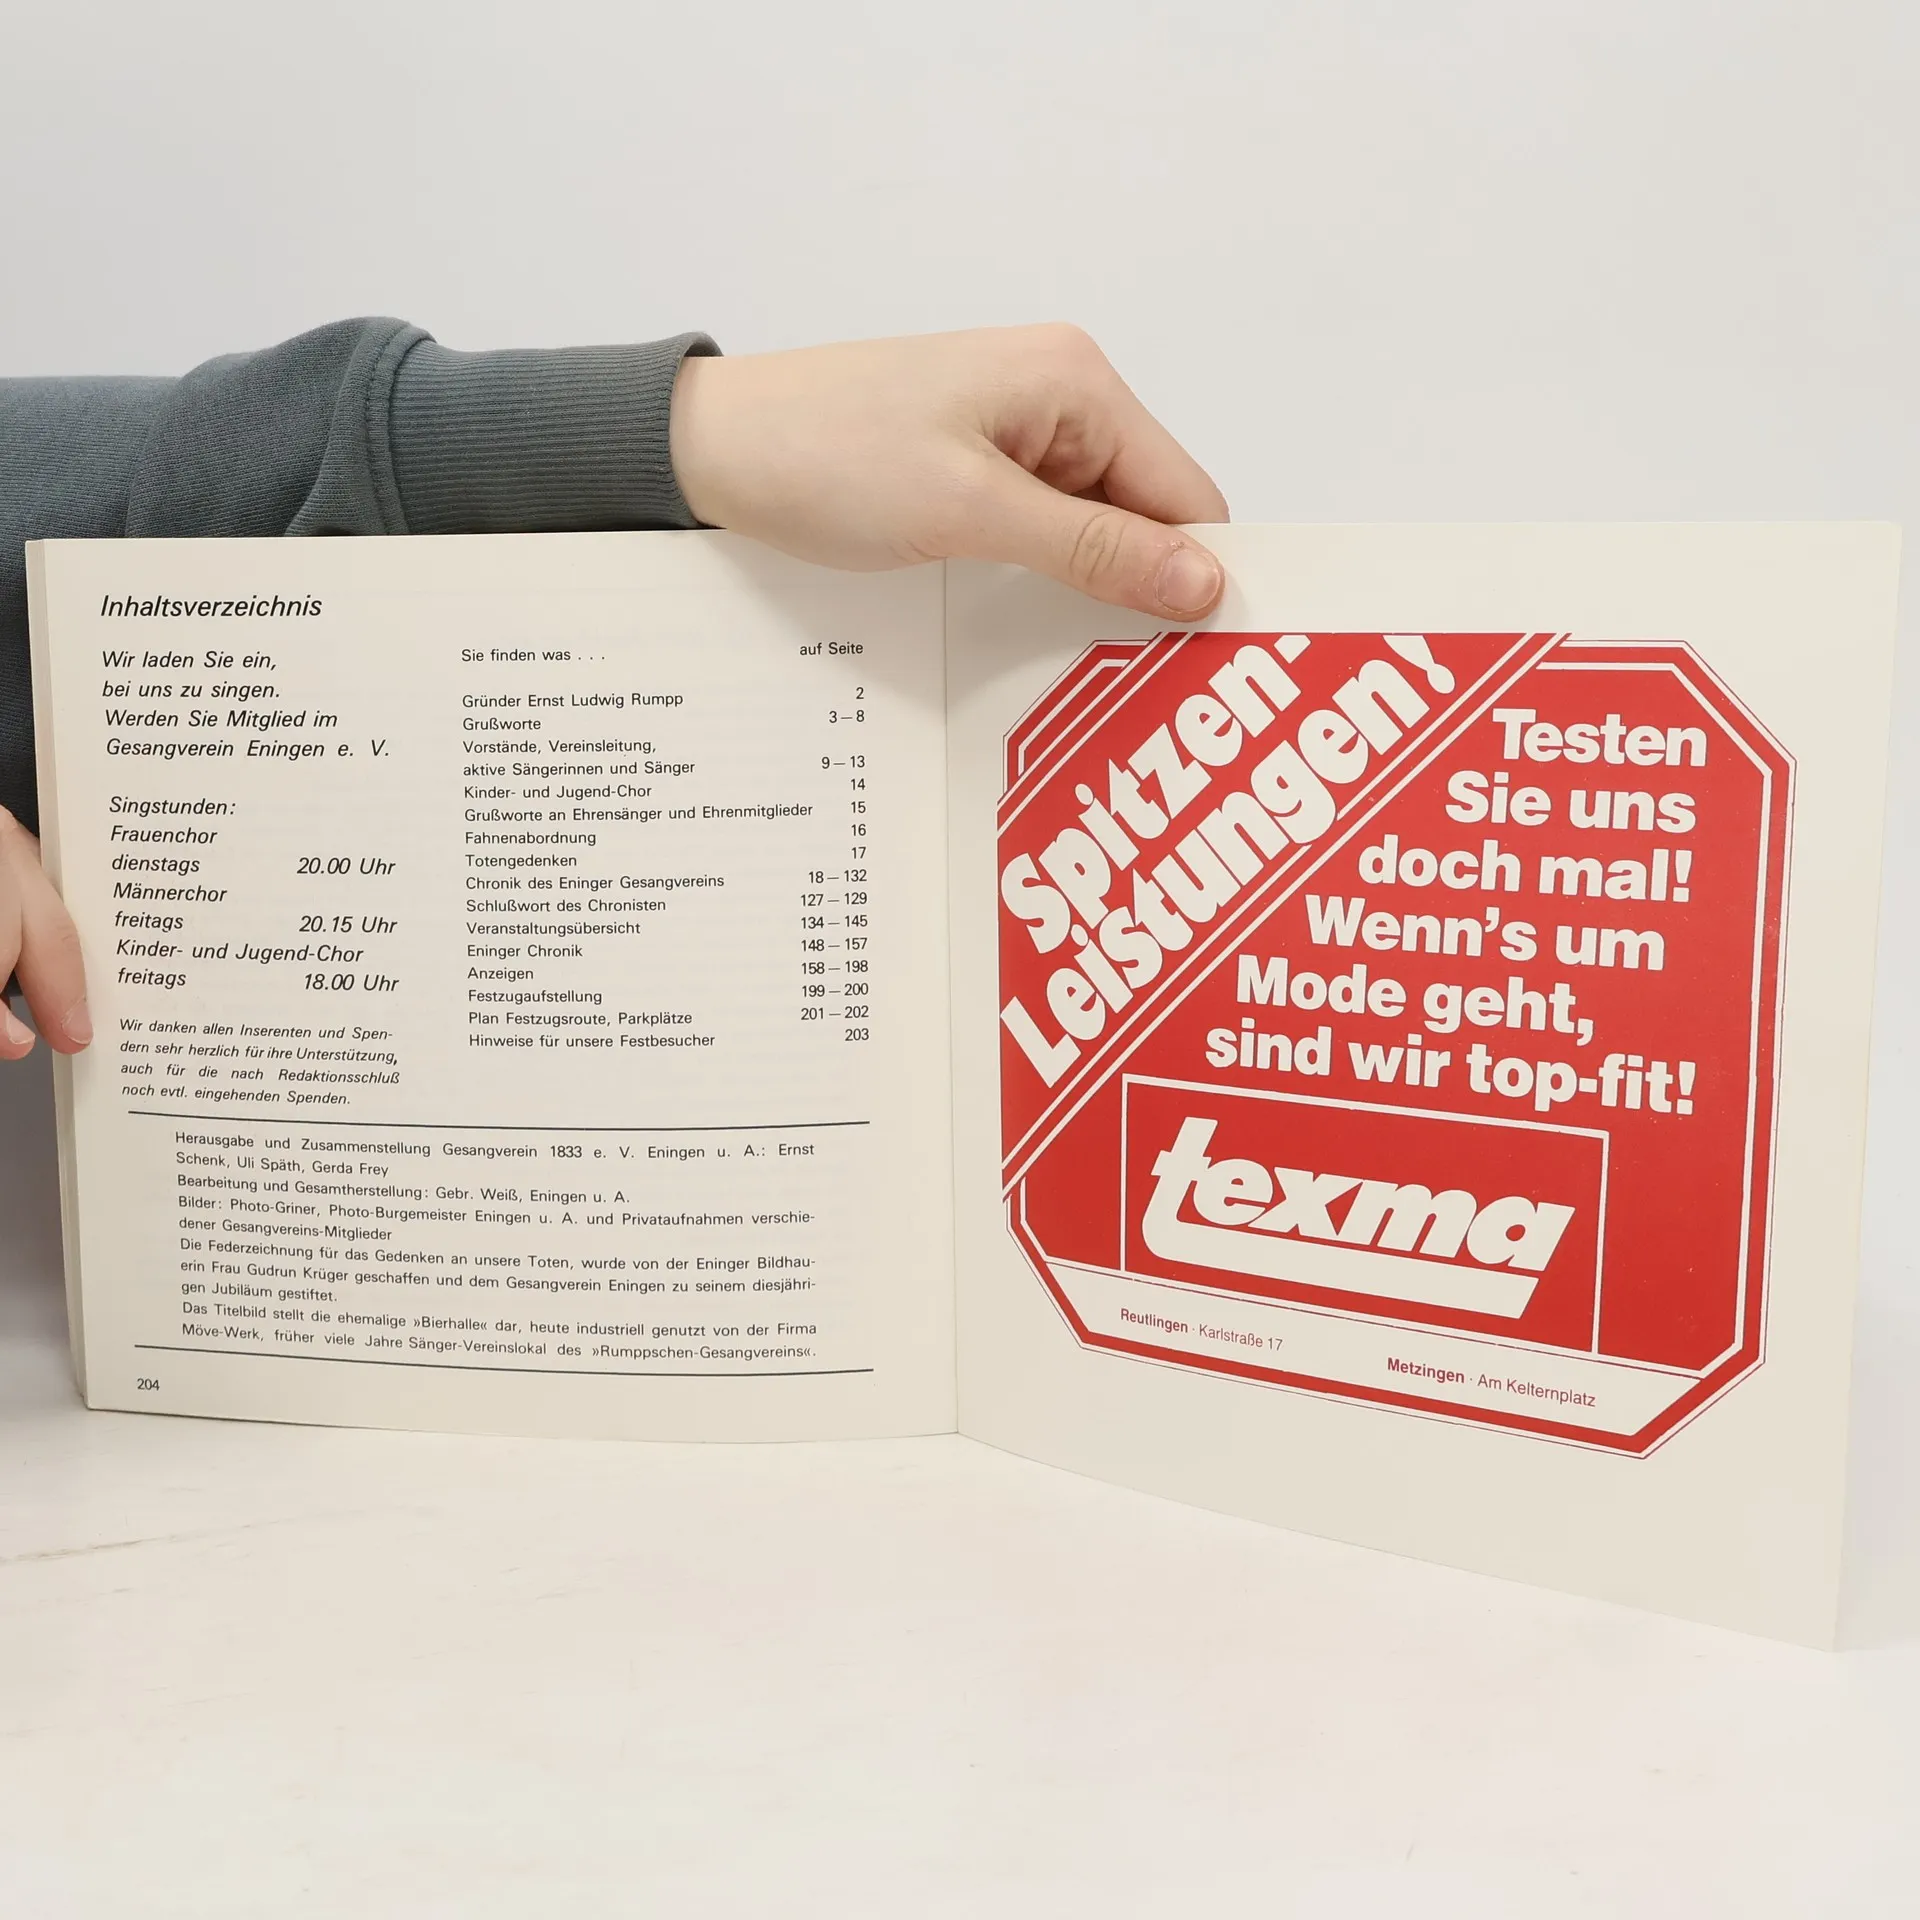 Inhaltsverzeichnis
Wir laden Sie ein,
bei uns zu singen.
Werden Sie Mitglied im
Gesangverein Eningen e. V.
Singstunden:
Frauenchor
dienstags 20.00 Uhr
Männerchor
freitags 20.15 Uhr
Kinder- und Jugend-Chor
freitags 18.00 Uhr
Wir danken allen Inserenten und Spen-
dern sehr herzlich für ihre Unterstützung,
auch für die nach Redaktionsschluß
noch evtl. eingehenden Spenden.
Sie finden was . . . auf Seite
Gründer Ernst Ludwig Rumpp 2
Grußworte 3 – 8
Vorstände, Vereinsleitung,
aktive Sängerinnen und Sänger 9 – 13
Kinder- und Jugend-Chor 14
Grußworte an Ehrensänger und Ehrenmitglieder 15
Fahnenabordnung 16
Totengedenken 17
Chronik des Eninger Gesangvereins 18 – 132
Schlußwort des Chronisten 127 – 129
Veranstaltungsübersicht 134 – 145
Eninger Chronik 148 – 157
Anzeigen 158 – 198
Festzugaufstellung 199 – 200
Plan Festzugsroute, Parkplätze 201 – 202
Hinweise für unsere Festbesucher 203
Herausgabe und Zusammenstellung Gesangverein 1833 e. V. Eningen u. A.: Ernst
Schenk, Uli Späth, Gerda Frey
Bearbeitung und Gesamtherstellung: Gebr. Weiß, Eningen u. A.
Bilder: Photo-Griner, Photo-Burgemeister Eningen u. A. und Privataufnahmen verschie-
dener Gesangvereins-Mitglieder
Die Federzeichnung für das Gedenken an unsere Toten, wurde von der Eninger Bildhau-
erin Frau Gudrun Krüger geschaffen und dem Gesangverein Eningen zu seinem diesjähri-
gen Jubiläum gestiftet.
Das Titelbild stellt die ehemalige »Bierhalle« dar, heute industriell genutzt von der Firma
Möve-Werk, früher viele Jahre Sänger-Vereinslokal des »Rumppschen-Gesangvereins«.
204
Spitzen-
Leistungen!
Testen
Sie uns
doch mal!
Wenn's um
Mode geht,
sind wir top-fit!
texma
Reutlingen · Karlstraße 17
Metzingen · Am Kelternplatz